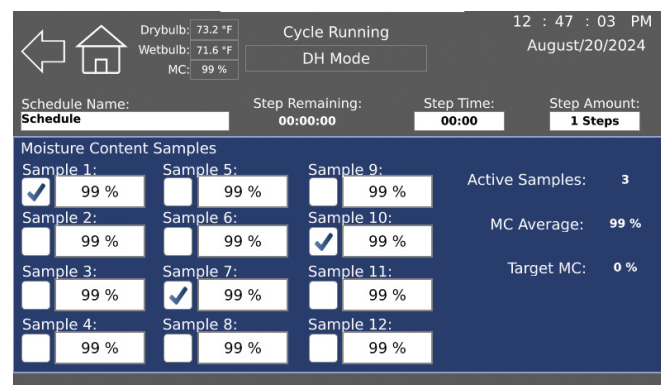 Drybulb: 73.2 °F
Wetbulb: 71.6 °F
MC: 99 %
Cycle Running
DH Mode
12 : 47 : 03 PM
August/20/2024
Schedule Name:
Schedule
Step Remaining:
00:00:00
Step Time:
00:00
Step Amount:
1 Steps
Moisture Content Samples
Sample 1:
99 %
Sample 2:
99 %
Sample 3:
99 %
Sample 4:
99 %
Sample 5:
99 %
Sample 6:
99 %
Sample 7:
99 %
Sample 8:
99 %
Sample 9:
99 %
Sample 10:
99 %
Sample 11:
99 %
Sample 12:
99 %
Active Samples: 3
MC Average: 99 %
Target MC: 0 %